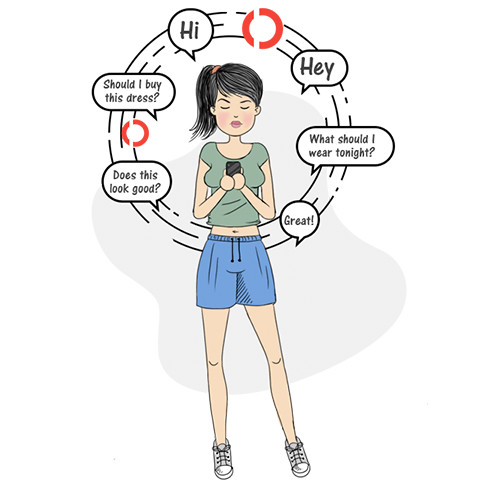 Hi
Hey
Should I buy
this dress?
What should I
wear tonight?
Does this
look good?
Great!